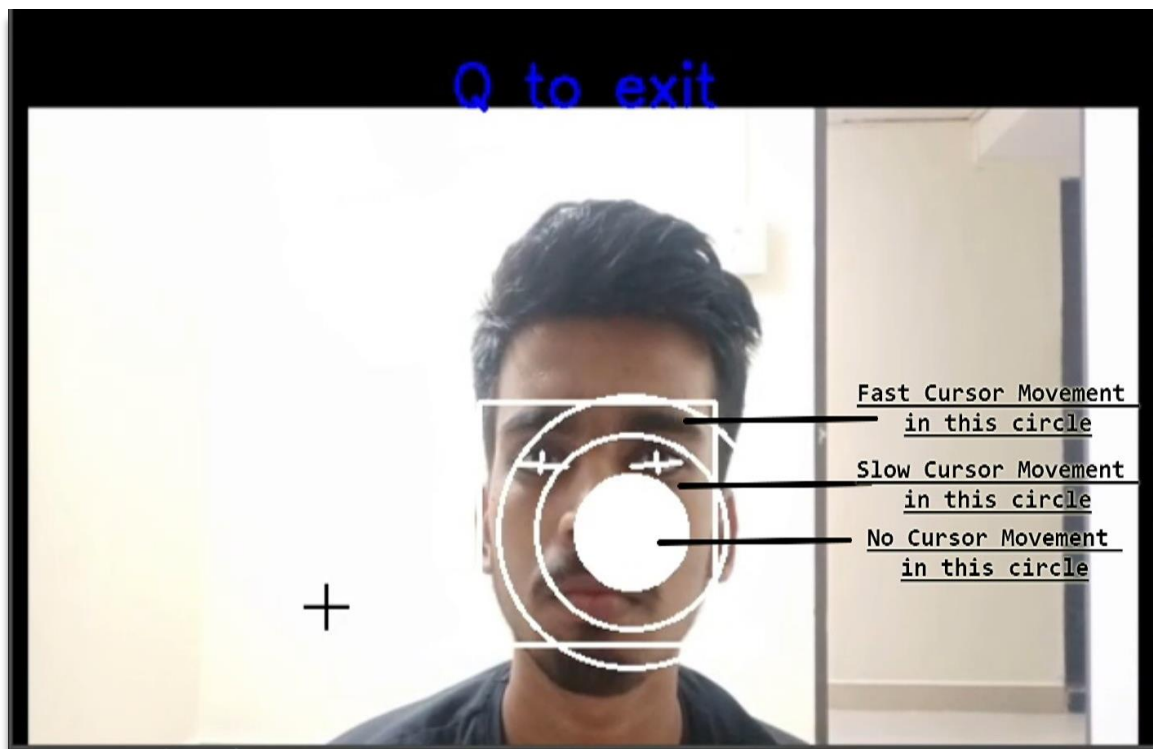 Q to exit
Fast Cursor Movement
in this circle
Slow Cursor Movement
in this circle
No Cursor Movement
in this circle